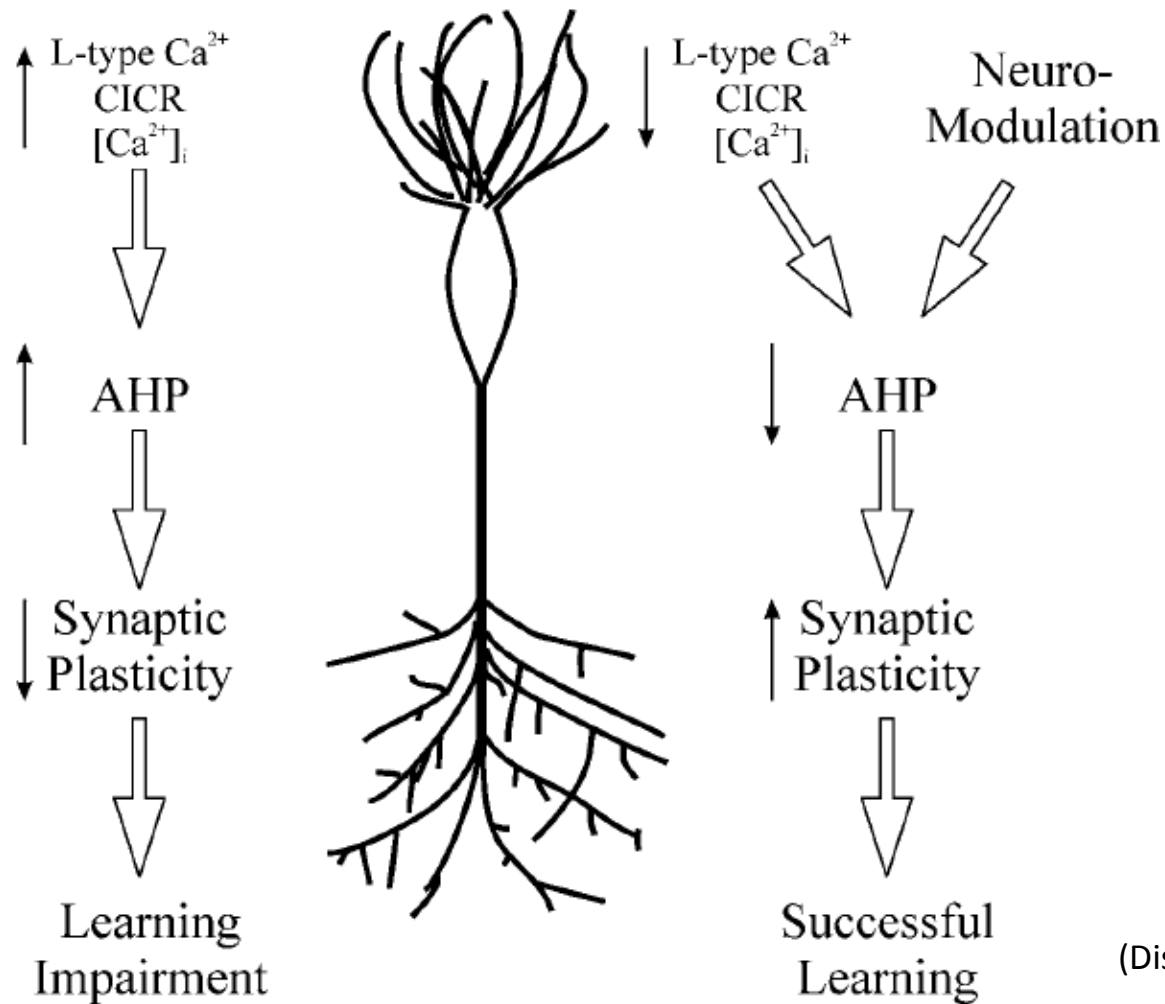 L-type Ca²⁺
CICR
[Ca²⁺]ᵢ
AHP
Synaptic
Plasticity
Learning
Impairment
L-type Ca²⁺
CICR
[Ca²⁺]ᵢ
Neuro-
Modulation
AHP
Synaptic
Plasticity
Successful
Learning
(Dis